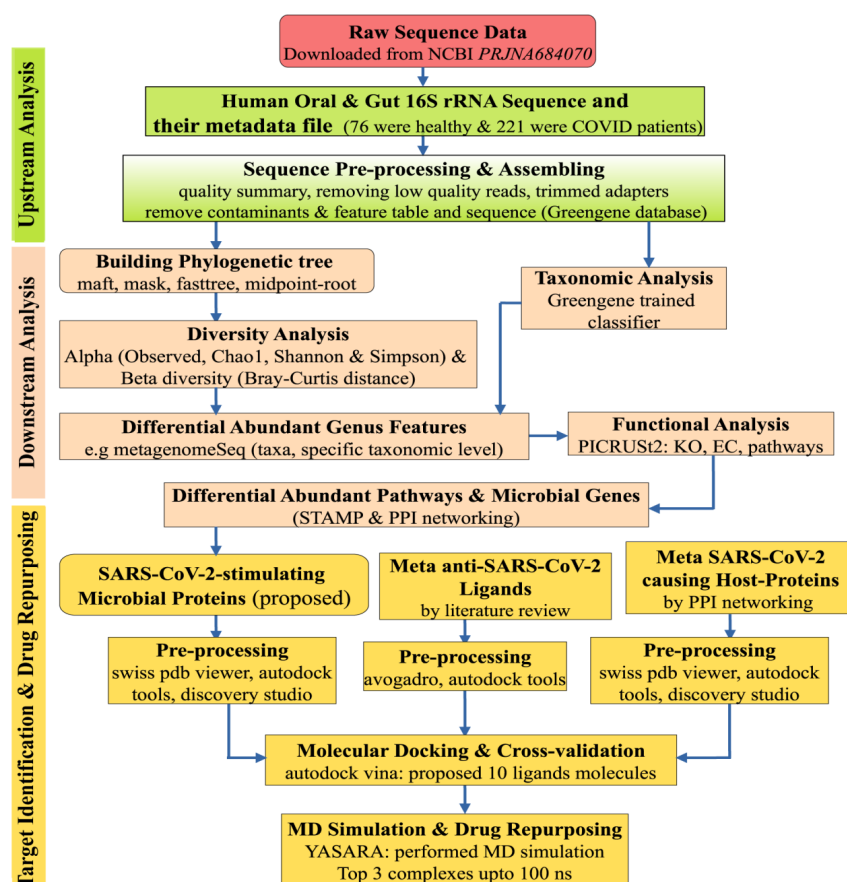 Raw Sequence Data
Downloaded from NCBI PRJNA684070
Upstream Analysis
Human Oral & Gut 16S rRNA Sequence and
their metadata file (76 were healthy & 221 were COVID patients)
Sequence Pre-processing & Assembling
quality summary, removing low quality reads, trimmed adapters
remove contaminants & feature table and sequence (Greengene database)
Downstream Analysis
Building Phylogenetic tree
maft, mask, fasttree, midpoint-root
Taxonomic Analysis
Greengene trained
classifier
Diversity Analysis
Alpha (Observed, Chao1, Shannon & Simpson) &
Beta diversity (Bray-Curtis distance)
Differential Abundant Genus Features
e.g metagenomeSeq (taxa, specific taxonomic level)
Functional Analysis
PICRUSt2: KO, EC, pathways
Differential Abundant Pathways & Microbial Genes
(STAMP & PPI networking)
Target Identification & Drug Repurposing
SARS-CoV-2-stimulating
Microbial Proteins (proposed)
Meta anti-SARS-CoV-2
Ligands
by literature review
Meta SARS-CoV-2
causing Host-Proteins
by PPI networking
Pre-processing
swiss pdb viewer, autodock
tools, discovery studio
Pre-processing
avogadro, autodock tools
Pre-processing
swiss pdb viewer, autodock
tools, discovery studio
Molecular Docking & Cross-validation
autodock vina: proposed 10 ligands molecules
MD Simulation & Drug Repurposing
YASARA: performed MD simulation
Top 3 complexes upto 100 ns